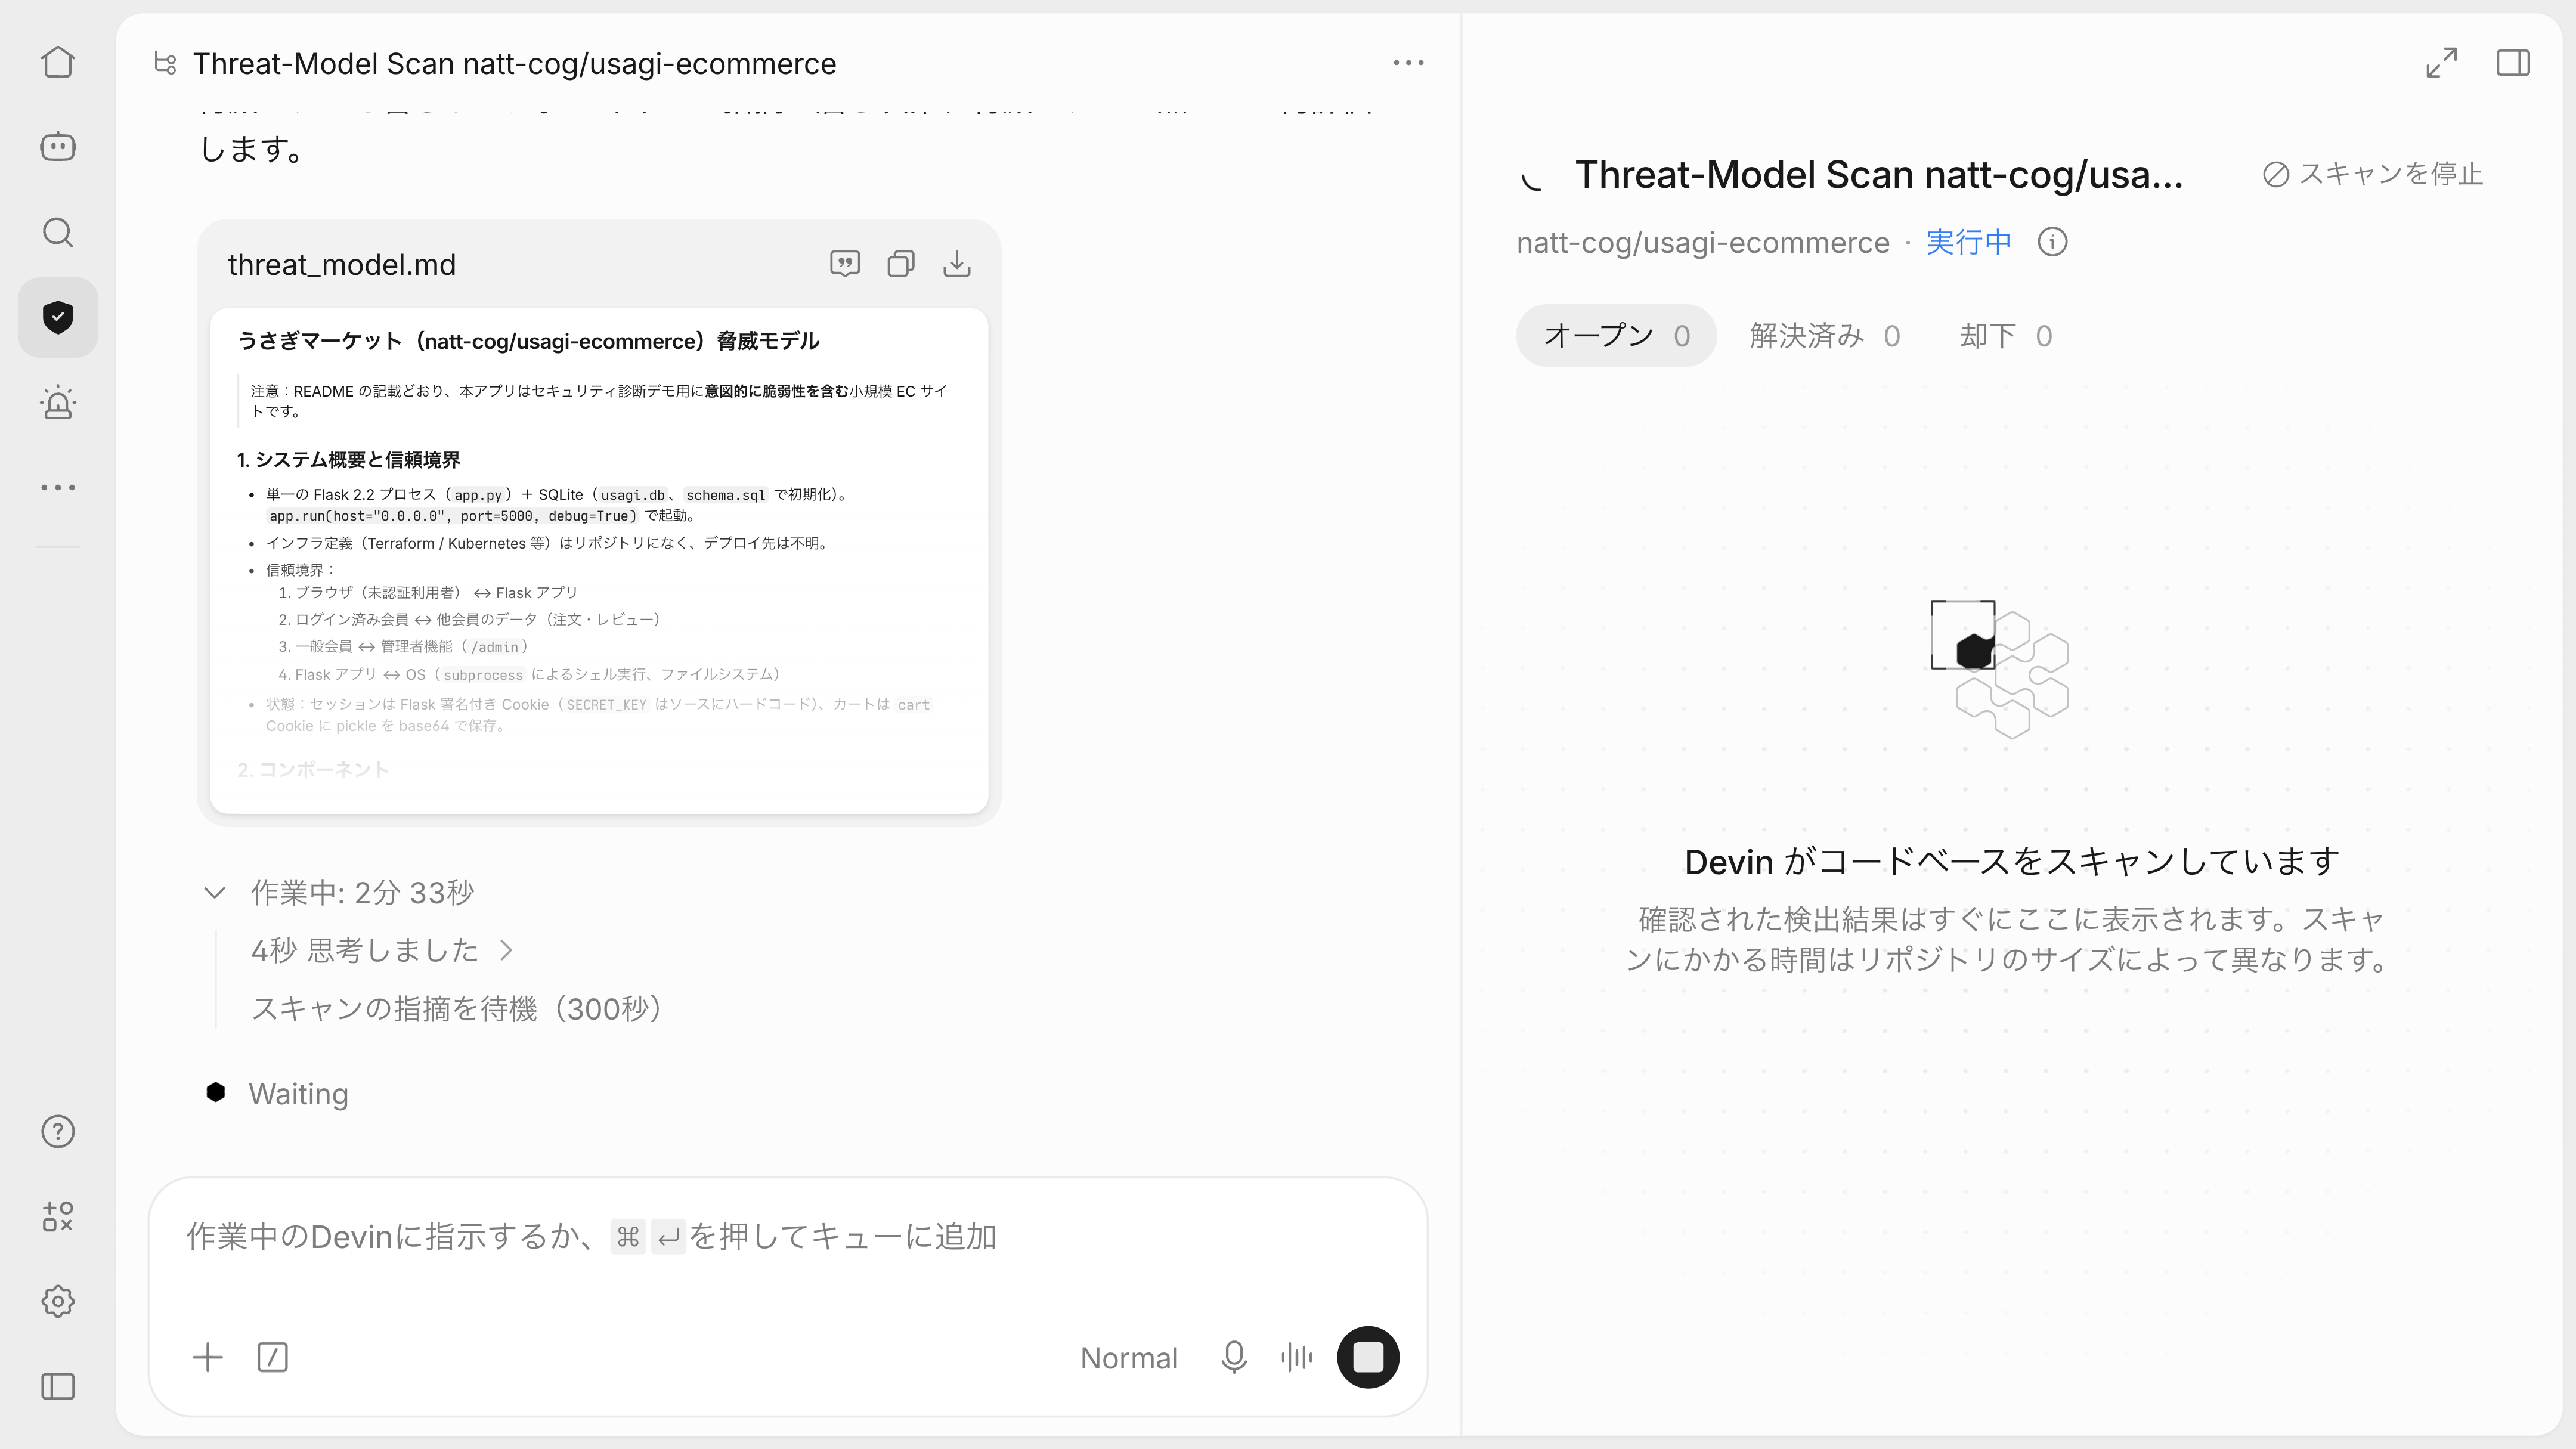 Threat-Model Scan natt-cog/usagi-ecommerce
します。
threat_model.md
うさぎマーケット（natt-cog/usagi-ecommerce）脅威モデル
注意：README の記載どおり、本アプリはセキュリティ診断デモ用に意図的に脆弱性を含む小規模 EC サイ
トです。
1. システム概要と信頼境界
• 単一の Flask 2.2 プロセス（app.py）＋ SQLite（usagi.db、schema.sql で初期化）。
app.run(host="0.0.0.0", port=5000, debug=True) で起動。
• インフラ定義（Terraform / Kubernetes 等）はリポジトリになく、デプロイ先は不明。
• 信頼境界：
1. ブラウザ（未認証利用者） ↔ Flask アプリ
2. ログイン済み会員 ↔ 他会員のデータ（注文・レビュー）
3. 一般会員 ↔ 管理者機能（/admin）
4. Flask アプリ ↔ OS（subprocess によるシェル実行、ファイルシステム）
• 状態：セッションは Flask 署名付き Cookie（SECRET_KEY はソースにハードコード）、カートは cart
Cookie に pickle を base64 で保存。
2. コンポーネント
作業中: 2分 33秒
4秒 思考しました
スキャンの指摘を待機（300秒）
Waiting
作業中のDevinに指示するか、⌘ ↵ を押してキューに追加
Normal
Threat-Model Scan natt-cog/usa...
スキャンを停止
natt-cog/usagi-ecommerce · 実行中
オープン 0 解決済み 0 却下 0
Devin がコードベースをスキャンしています
確認された検出結果はすぐにここに表示されます。スキャ
ンにかかる時間はリポジトリのサイズによって異なります。